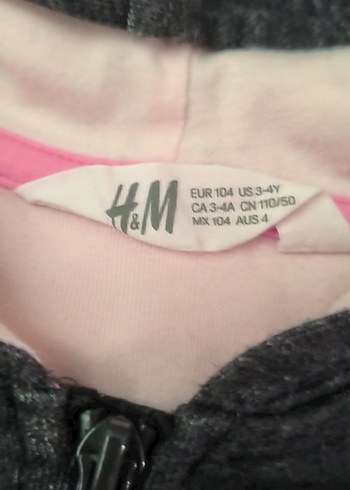 H&M
EUR 104 US 3-4Y
CA 3-4A CN 110/50
MX 104 AUS 4